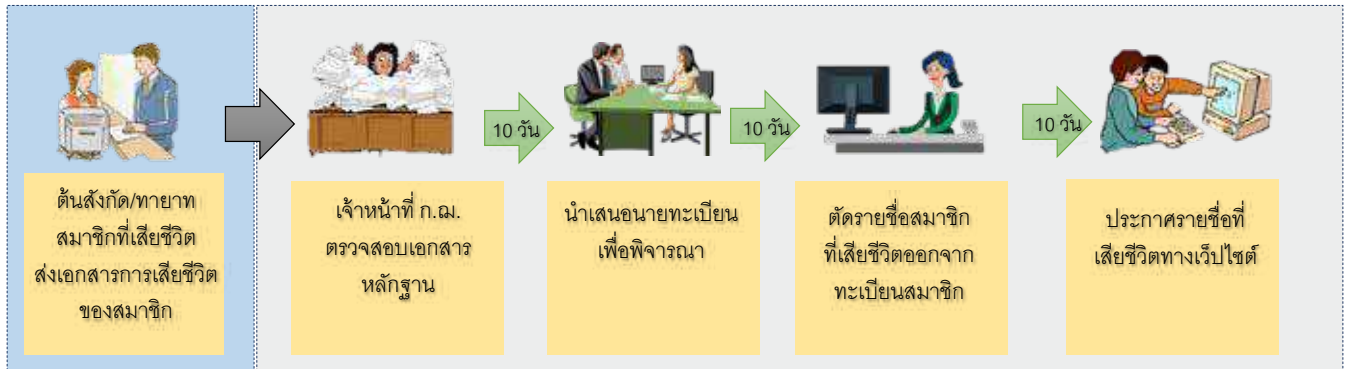 ต้นสังกัด/ทายาท
สมาชิกที่เสียชีวิต
ส่งเอกสารการเสียชีวิต
ของสมาชิก
เจ้าหน้าที่ ก.ฌ.
ตรวจสอบเอกสาร
หลักฐาน
10 วัน
นำเสนอนายทะเบียน
เพื่อพิจารณา
10 วัน
ตัดรายชื่อสมาชิก
ที่เสียชีวิตออกจาก
ทะเบียนสมาชิก
10 วัน
ประกาศรายชื่อที่
เสียชีวิตทางเว็ปไซต์